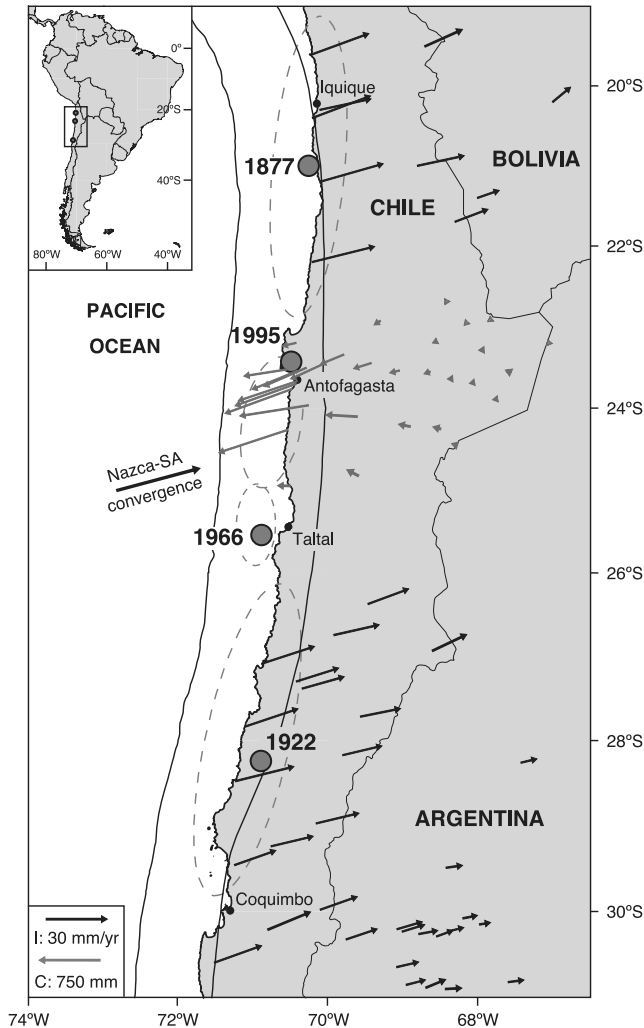 0°
20°S
40°S
80°W
60°W
40°W
20°S
Iquique
BOLIVIA
1877
CHILE
22°S
PACIFIC
OCEAN
1995
Antofagasta
24°S
Nazca-SA
convergence
1966
Taltal
26°S
1922
28°S
ARGENTINA
Coquimbo
30°S
I: 30 mm/yr
C: 750 mm
74°W
72°W
70°W
68°W